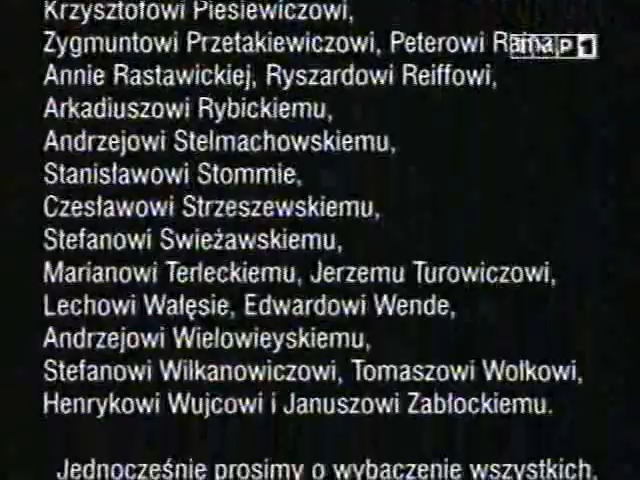 Krzysztofowi Piesiewiczowi,
Zygmuntowi Przetakiewiczowi, Peterowi
Annie Rastawickiej, Ryszardowi Reiffowi,
Arkadiuszowi Rybickiemu,
Andrzejowi Stelmachowskiemu,
Stanisławowi Stommie,
Czesławowi Strzeszewskiemu,
Stefanowi Swieżawskiemu,
Marianowi Terleckiemu, Jerzemu Turowiczowi,
Lechowi Wałęsie, Edwardowi Wende,
Andrzejowi Wielowieyskiemu,
Stefanowi Wilkanowiczowi, Tomaszowi Wołkowi,
Henrykowi Wujcowi i Januszowi Zabłockiemu.
Jednocześnie prosimy o wybaczenie wszystkich,